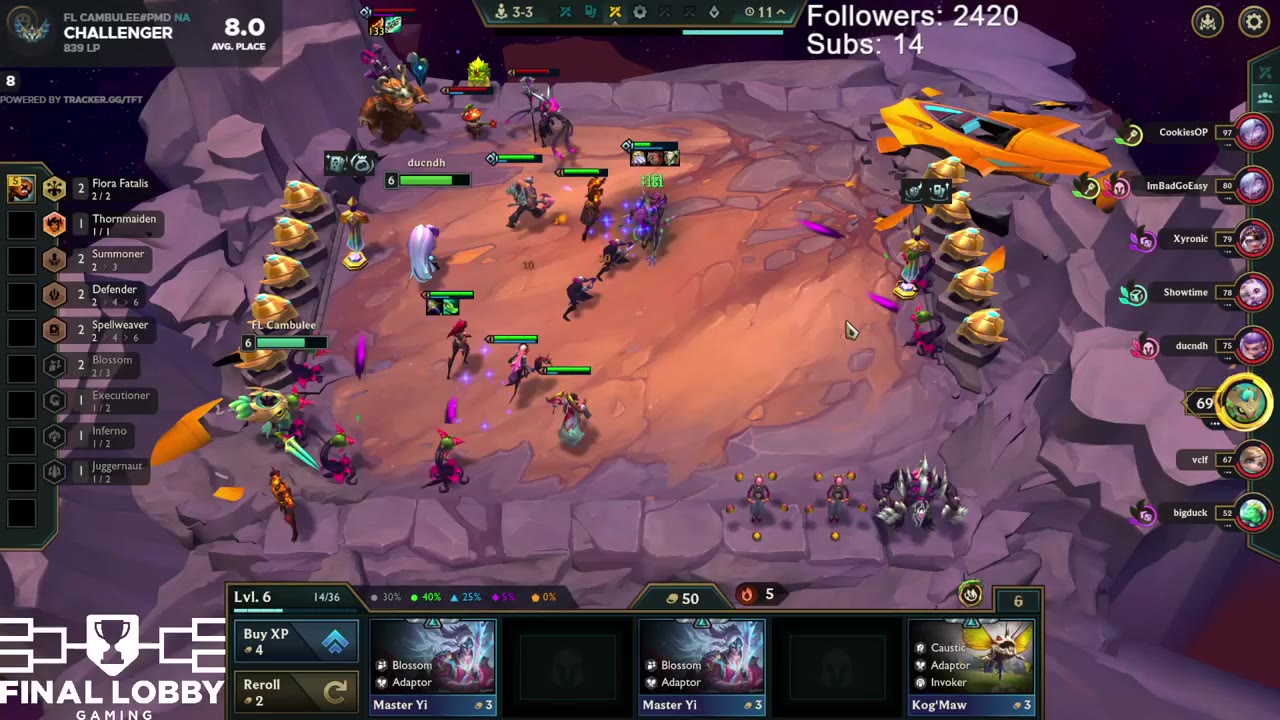 FL CAMBULEE#PMD NA
CHALLENGER
839 LP
8.0
AVG. PLACE
8
POWERED BY TRACKER.GG/TFT
133
3-3
11
Followers: 2420
Subs: 14
CookiesOP 97
ImBadGoEasy 80
Xyronic 79
Showtime 78
ducndh 75
69
vclf 67
bigduck 52
2 Flora Fatalis
2 / 2
1 Thornmaiden
1 / 1
2 Summoner
2 > 3
2 Defender
2 > 4 > 6
2 Spellweaver
2 > 4 > 6
2 Blossom
2 / 3
1 Executioner
1 / 2
1 Inferno
1 / 2
1 Juggernaut
1 / 2
ducndh
6
161
10
FL Cambulee
6
Lvl. 6 14/36
30% 40% 25% 5% 0%
50
5
6
Buy XP
4
Reroll
2
Blossom
Adaptor
Master Yi 3
Blossom
Adaptor
Master Yi 3
Caustic
Adaptor
Invoker
Kog'Maw 3
FINAL LOBBY
GAMING